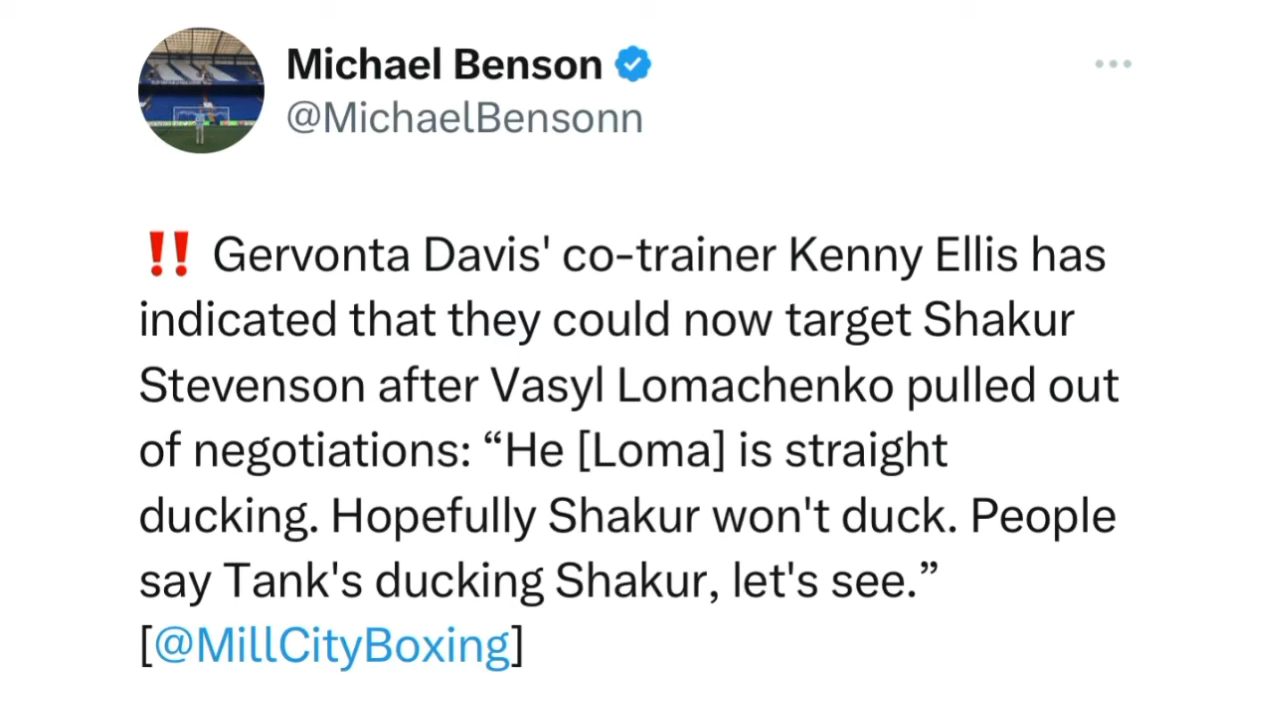 Michael Benson
@MichaelBensonn
‼️ Gervonta Davis' co-trainer Kenny Ellis has
indicated that they could now target Shakur
Stevenson after Vasyl Lomachenko pulled out
of negotiations: “He [Loma] is straight
ducking. Hopefully Shakur won't duck. People
say Tank's ducking Shakur, let's see.”
[@MillCityBoxing]